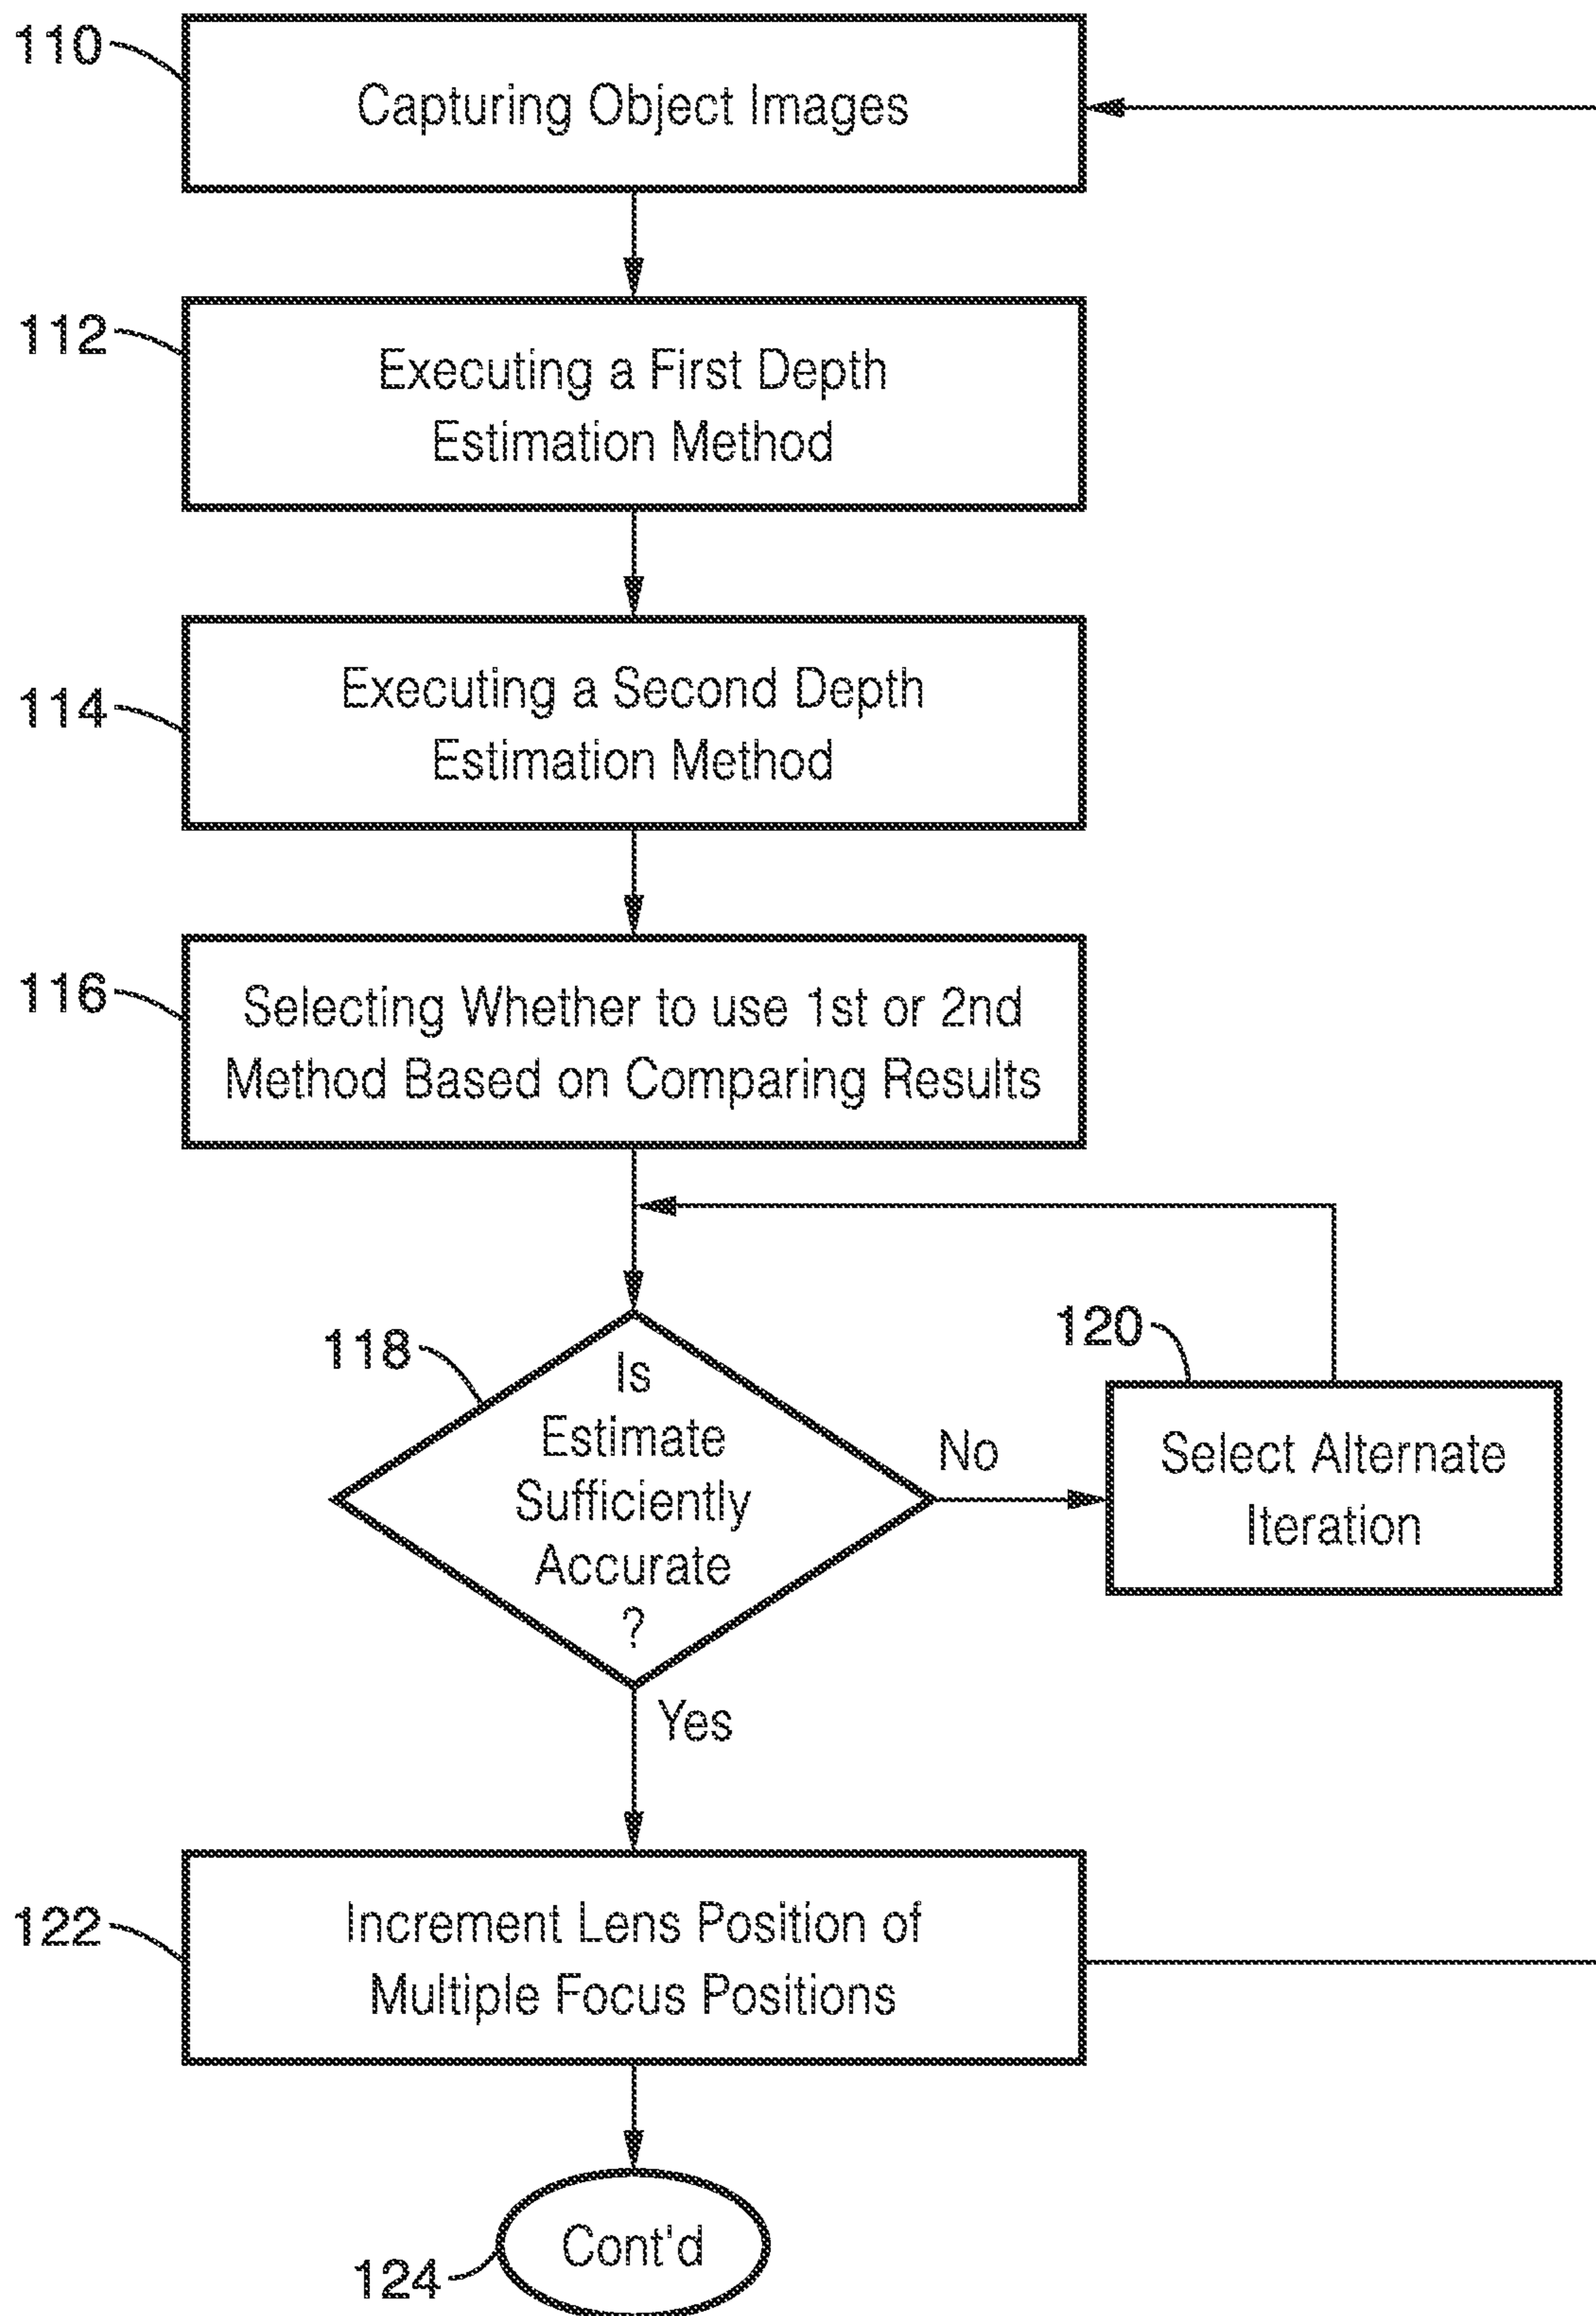 110
Capturing Object Images
112
Executing a First Depth
Estimation Method
114
Executing a Second Depth
Estimation Method
116
Selecting Whether to use 1st or 2nd
Method Based on Comparing Results
118
Is
Estimate
Sufficiently
Accurate
?
No
120
Select Alternate
Iteration
Yes
122
Increment Lens Position of
Multiple Focus Positions
124
Cont'd